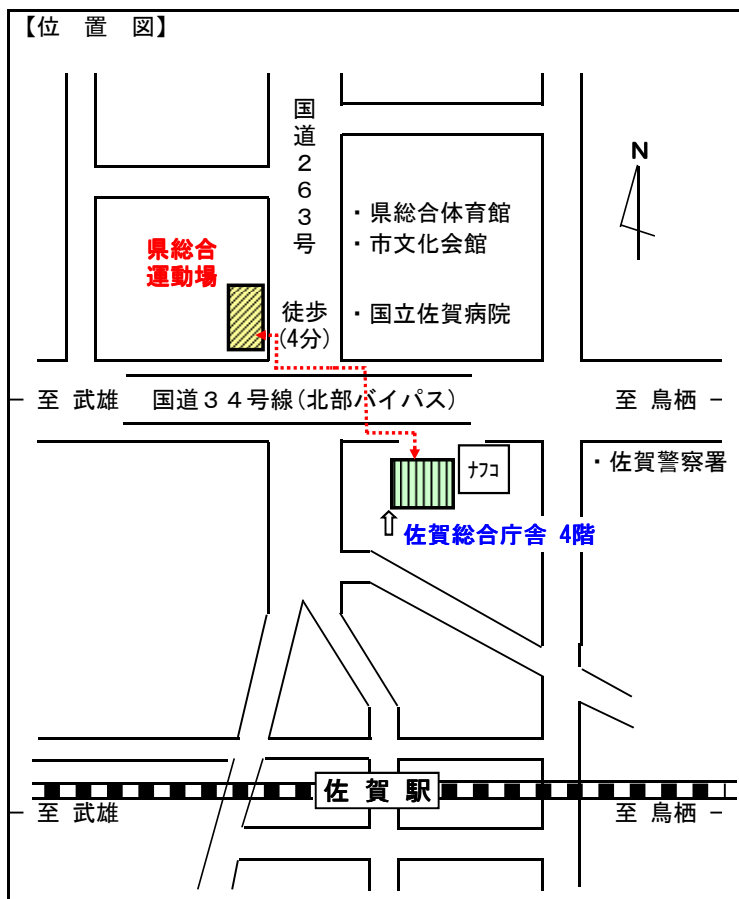 【位 置 図】
国道２６３号
N
・県総合体育館
・市文化会館
県総合
運動場
徒歩
(4分)
・国立佐賀病院
－ 至 武雄
国道３４号線(北部バイパス)
至 鳥栖 －
ﾅﾌｺ
・佐賀警察署
⇧
佐賀総合庁舎 4階
佐 賀 駅
－ 至 武雄
至 鳥栖 －